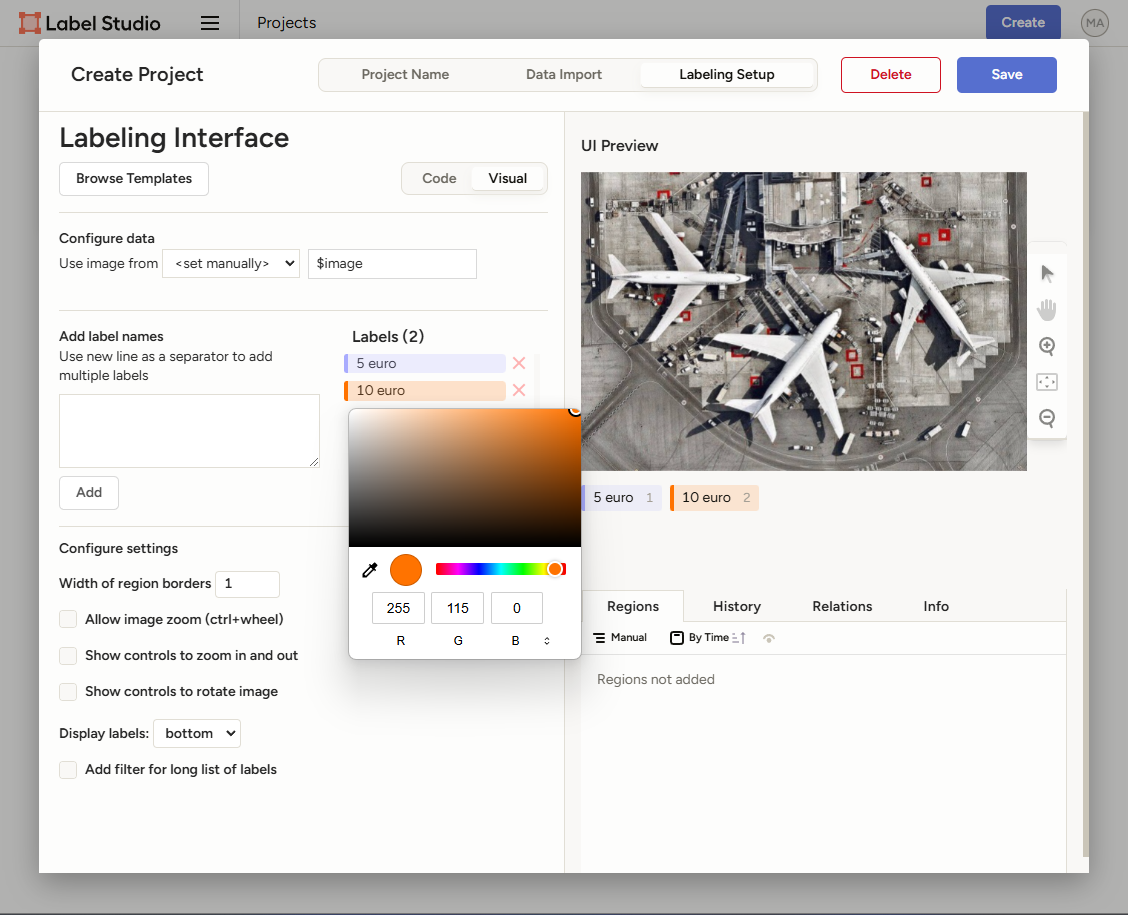 Label Studio
Projects
Create
MA
Create Project
Project Name
Data Import
Labeling Setup
Delete
Save
Labeling Interface
Browse Templates
Code
Visual
Configure data
Use image from
<set manually>
$image
Add label names
Use new line as a separator to add
multiple labels
Add
Labels (2)
5 euro
10 euro
255
115
0
R
G
B
Configure settings
Width of region borders
1
Allow image zoom (ctrl+wheel)
Show controls to zoom in and out
Show controls to rotate image
Display labels:
bottom
Add filter for long list of labels
UI Preview
5 euro 1
10 euro 2
Regions
History
Relations
Info
Manual
By Time
Regions not added